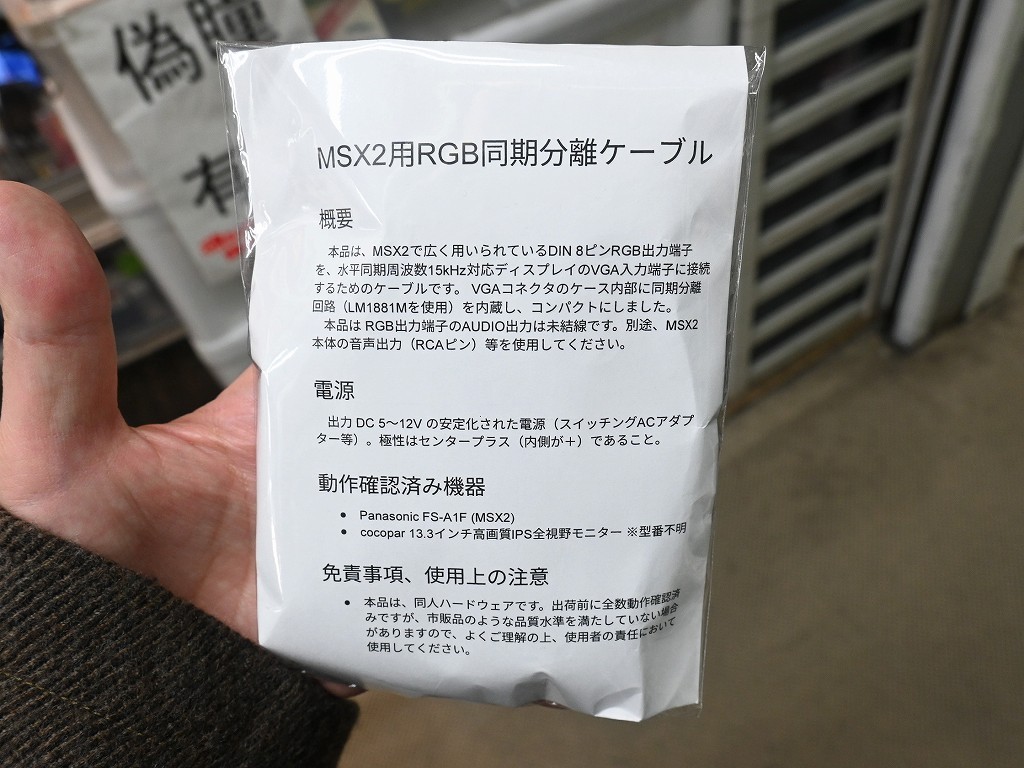 偽瞳
有
MSX2用RGB同期分離ケーブル
概要
本品は、MSX2で広く用いられているDIN 8ピンRGB出力端子
を、水平同期周波数15kHz対応ディスプレイのVGA入力端子に接続
するためのケーブルです。 VGAコネクタのケース内部に同期分離
回路（LM1881Mを使用）を内蔵し、コンパクトにしました。
本品は RGB出力端子のAUDIO出力は未結線です。別途、MSX2
本体の音声出力（RCAピン）等を使用してください。
電源
出力 DC 5～12V の安定化された電源（スイッチングACアダプ
ター等）。極性はセンタープラス（内側が＋）であること。
動作確認済み機器
• Panasonic FS-A1F (MSX2)
• cocopar 13.3インチ高画質IPS全視野モニター ※型番不明
免責事項、使用上の注意
• 本品は、同人ハードウェアです。出荷前に全数動作確認済
みですが、市販品のような品質水準を満たしていない場合
がありますので、よくご理解の上、使用者の責任において
使用してください。